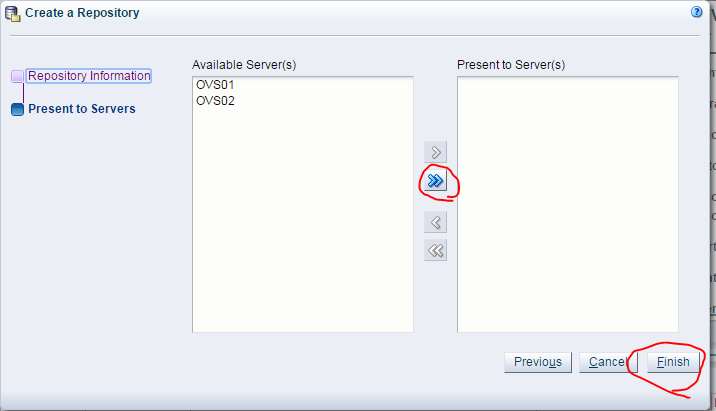 Create a Repository
Repository Information
Present to Servers
Available Server(s)
OVS01
OVS02
Present to Server(s)
Previous
Cancel
Finish